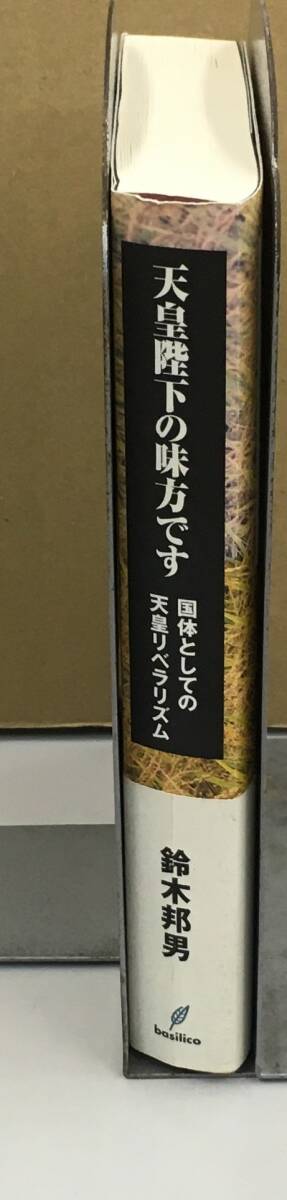 天皇陛下の味方です
国体としての
天皇リベラリズム
鈴木邦男
basilico